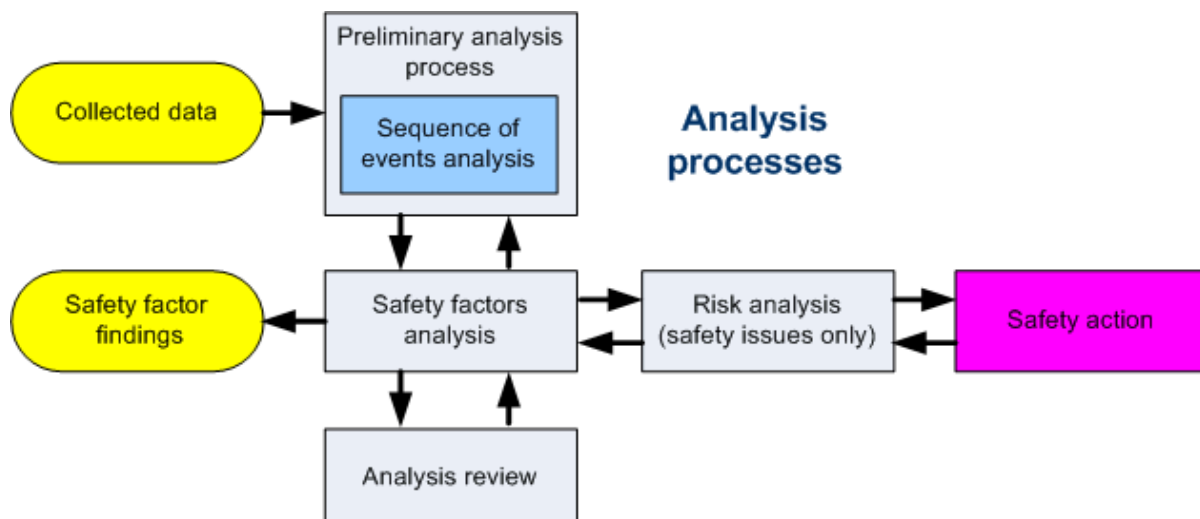 Preliminary analysis
process
Collected data
Sequence of
events analysis
Analysis
processes
Safety factor
findings
Safety factors
analysis
Risk analysis
(safety issues only)
Safety action
Analysis review